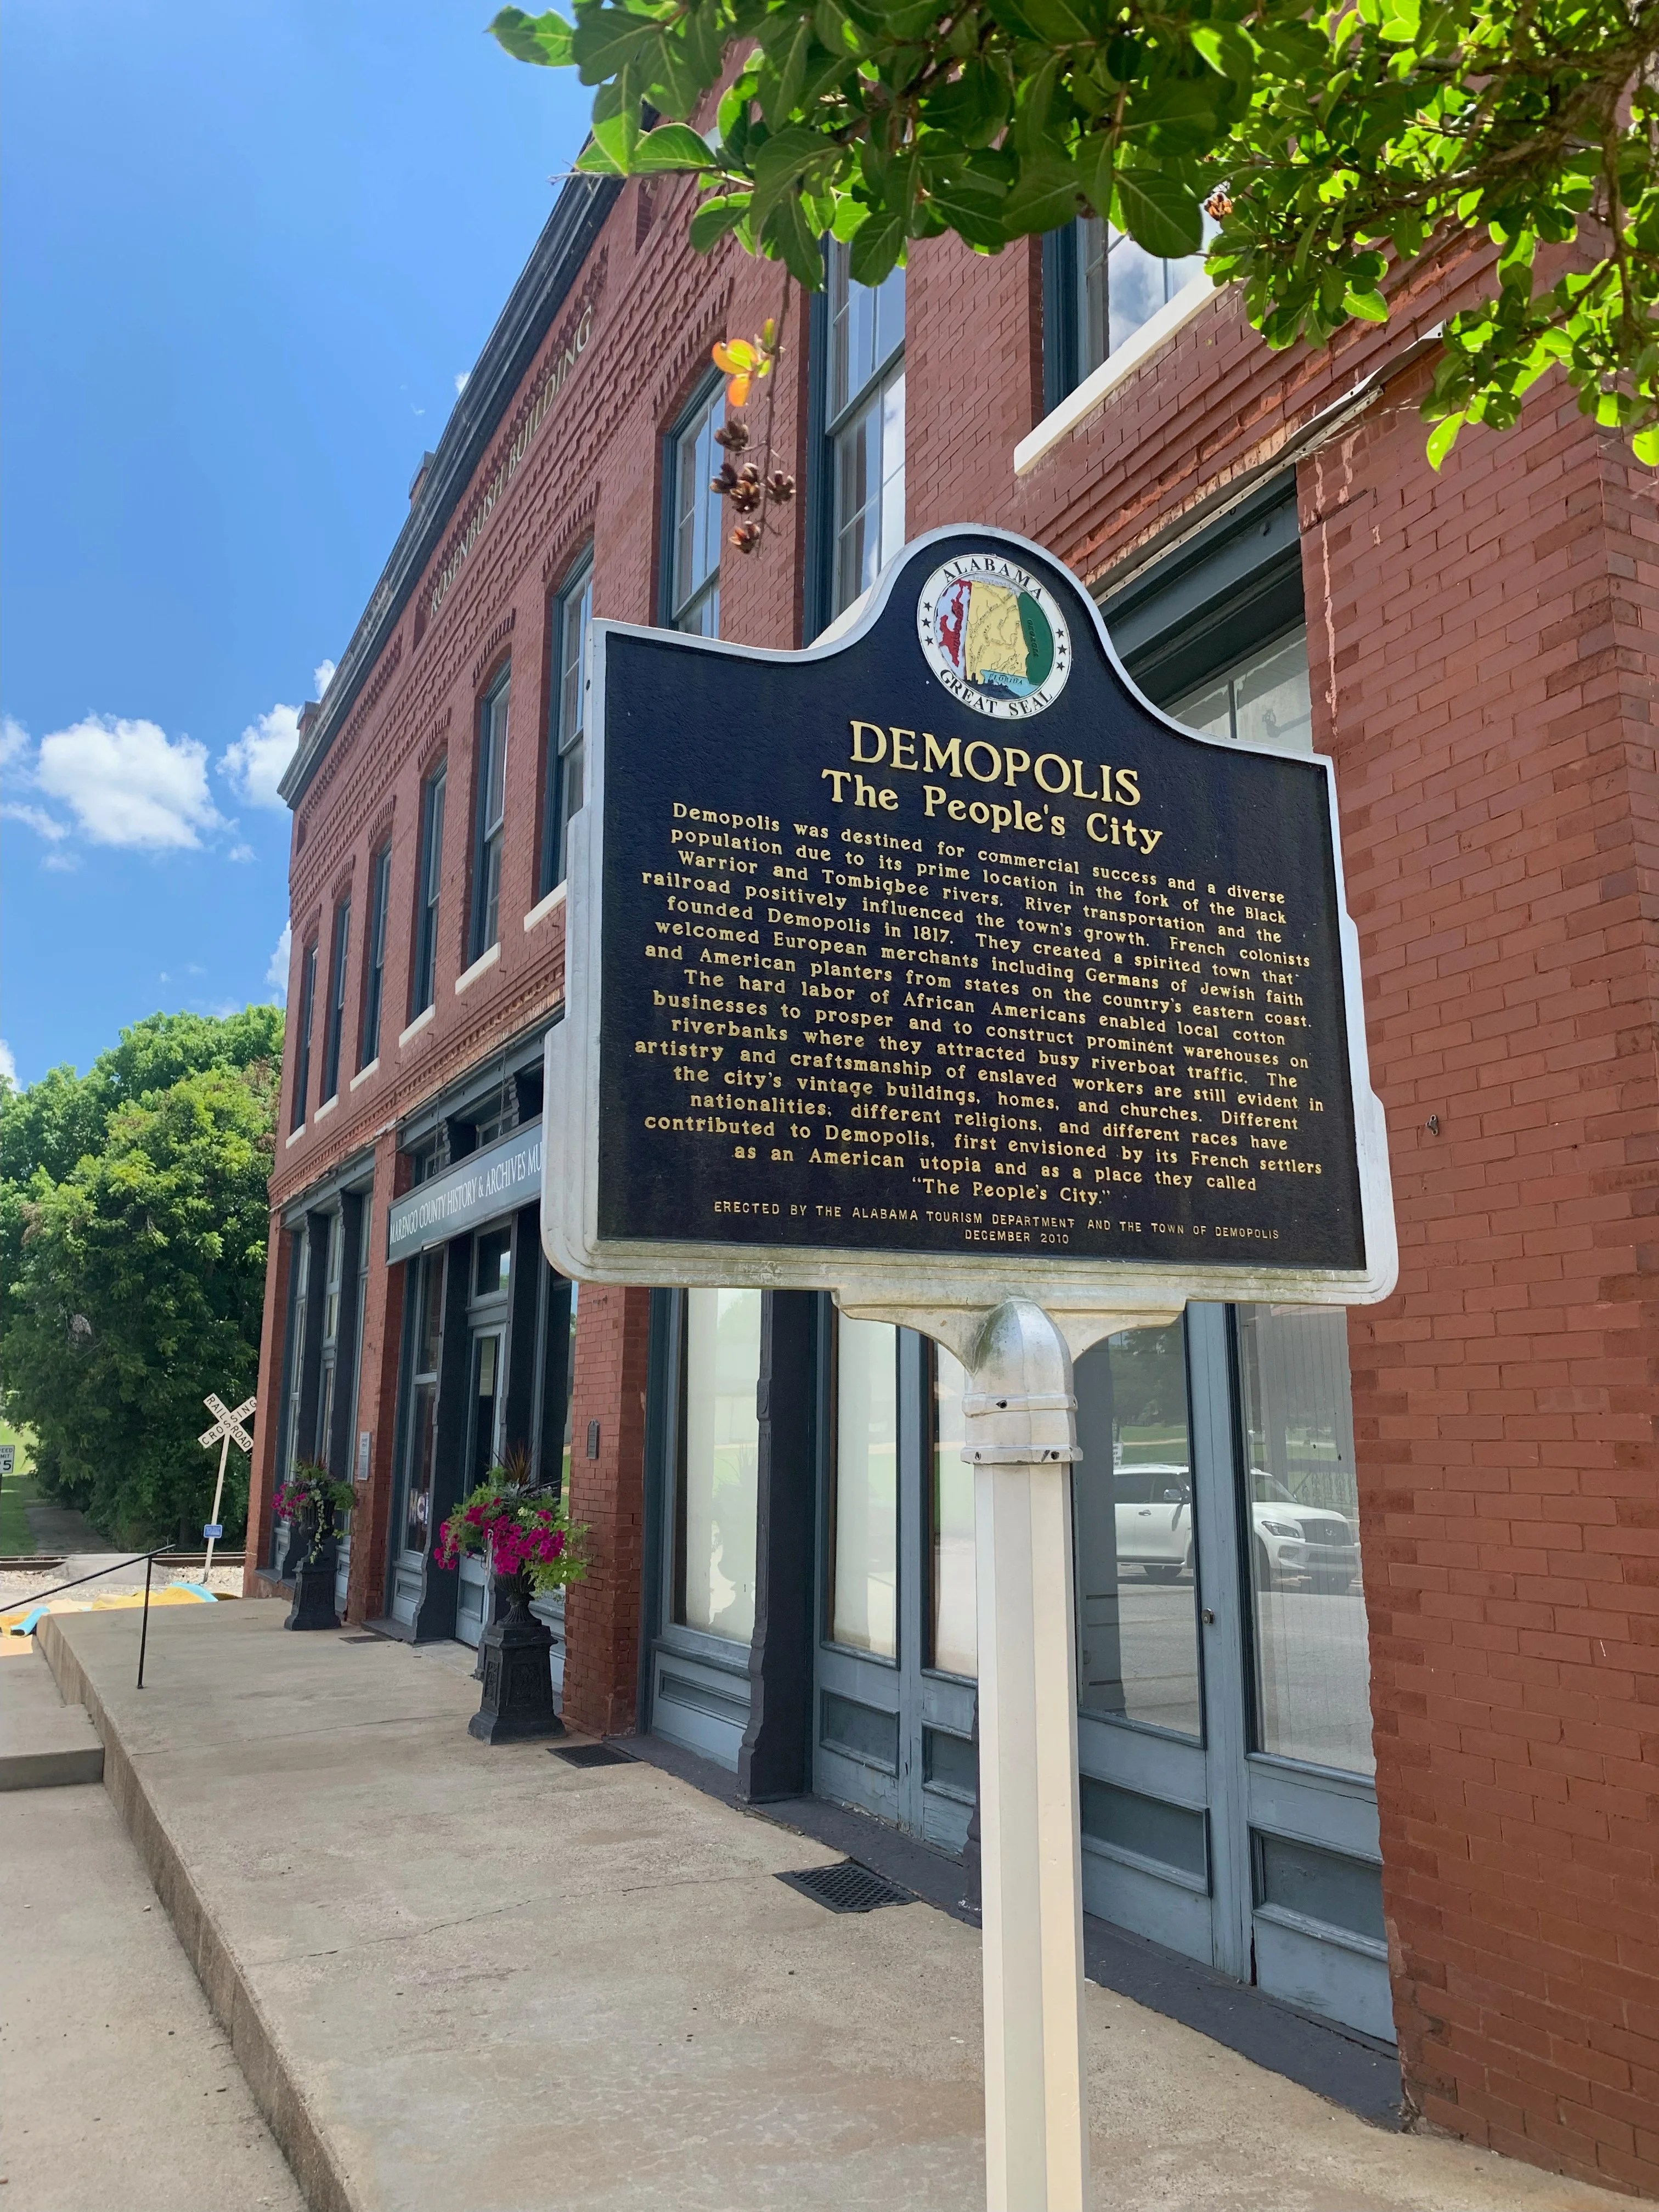 ROSENBUSH BUILDING
ALABAMA
GREAT SEAL
FLORIDA
DEMOPOLIS
The People's City
Demopolis was destined for commercial success and a diverse
population due to its prime location in the fork of the Black
Warrior and Tombigbee rivers. River transportation and the
railroad positively influenced the town's growth. French colonists
founded Demopolis in 1817. They created a spirited town that
welcomed European merchants including Germans of Jewish faith
and American planters from states on the country's eastern coast.
The hard labor of African Americans enabled local cotton
businesses to prosper and to construct prominent warehouses on
riverbanks where they attracted busy riverboat traffic. The
artistry and craftsmanship of enslaved workers are still evident in
the city's vintage buildings, homes, and churches. Different
nationalities, different religions, and different races have
contributed to Demopolis, first envisioned by its French settlers
as an American utopia and as a place they called
"The People's City."
ERECTED BY THE ALABAMA TOURISM DEPARTMENT AND THE TOWN OF DEMOPOLIS
DECEMBER 2010
MARENGO COUNTY HISTORY & ARCHIVES MU
RAILROAD
CROSSING